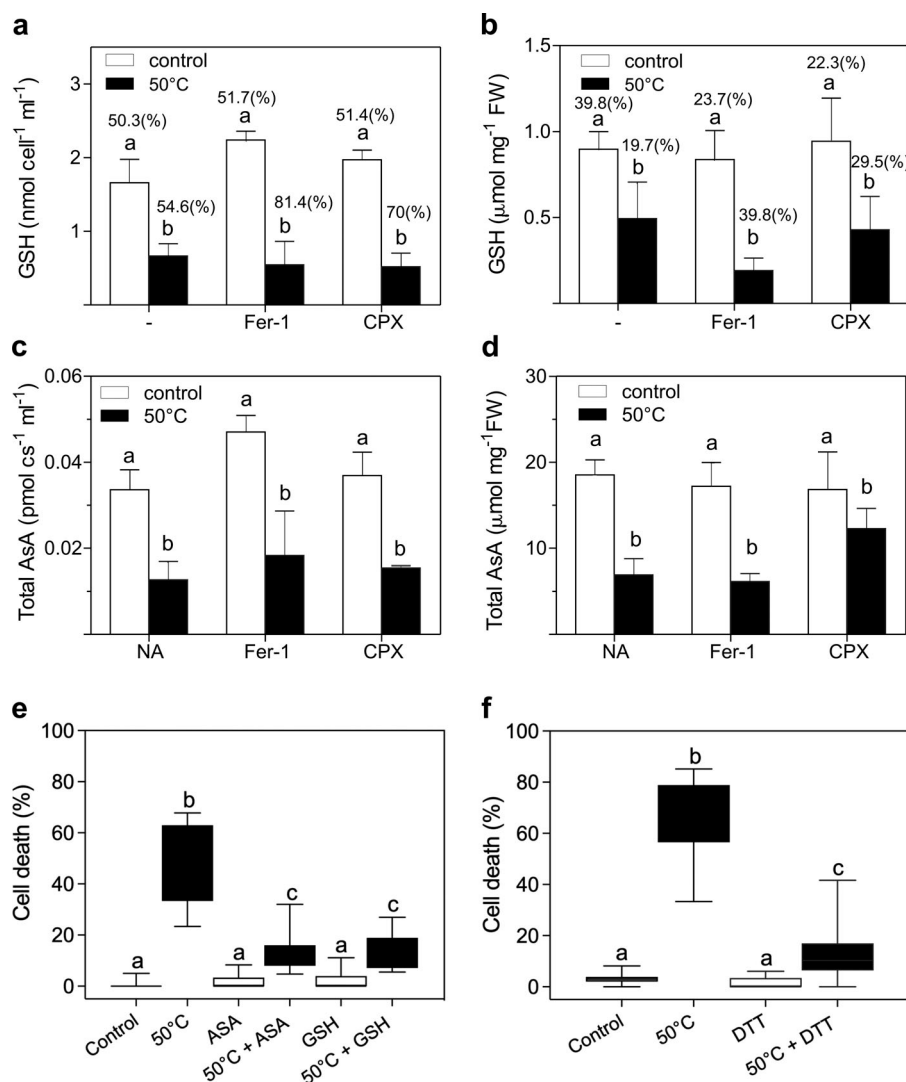 a
GSH (nmol cell⁻¹ ml⁻¹)
3
2
1
control
50°C
50.3(%)
a
54.6(%)
b
51.7(%)
a
81.4(%)
b
51.4(%)
a
70(%)
b
-
Fer-1
CPX
b
GSH (μmol mg⁻¹ FW)
1.5
1.0
0.5
control
50°C
39.8(%)
a
19.7(%)
b
23.7(%)
a
39.8(%)
b
22.3(%)
a
29.5(%)
b
-
Fer-1
CPX
c
Total AsA (pmol cs⁻¹ ml⁻¹)
0.06
0.04
0.02
control
50°C
a
b
a
b
a
b
NA
Fer-1
CPX
d
Total AsA (μmol mg⁻¹FW)
30
20
10
control
50°C
a
b
a
b
a
b
NA
Fer-1
CPX
e
Cell death (%)
100
80
60
40
20
0
a
b
a
c
a
c
Control
50°C
ASA
50°C + ASA
GSH
50°C + GSH
f
Cell death (%)
100
80
60
40
20
0
a
b
a
c
Control
50°C
DTT
50°C + DTT